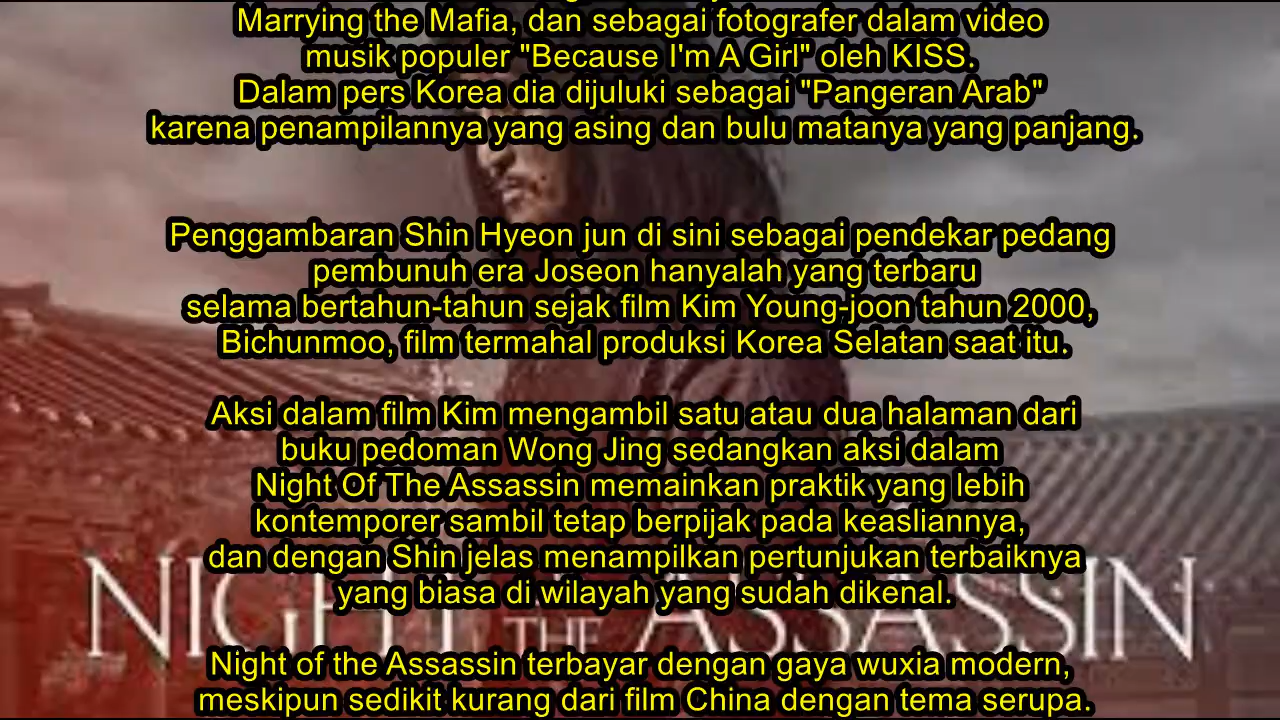 Marrying the Mafia, dan sebagai fotografer dalam video
musik populer "Because I'm A Girl" oleh KISS.
Dalam pers Korea dia dijuluki sebagai "Pangeran Arab"
karena penampilannya yang asing dan bulu matanya yang panjang.
Penggambaran Shin Hyeon jun di sini sebagai pendekar pedang
pembunuh era Joseon hanyalah yang terbaru
selama bertahun-tahun sejak film Kim Young-joon tahun 2000,
Bichunmoo, film termahal produksi Korea Selatan saat itu.
Aksi dalam film Kim mengambil satu atau dua halaman dari
buku pedoman Wong Jing sedangkan aksi dalam
Night Of The Assassin memainkan praktik yang lebih
kontemporer sambil tetap berpijak pada keasliannya,
dan dengan Shin jelas menampilkan pertunjukan terbaiknya
yang biasa di wilayah yang sudah dikenal.
NIGHT THE ASSASSIN
Night of the Assassin terbayar dengan gaya wuxia modern,
meskipun sedikit kurang dari film China dengan tema serupa.